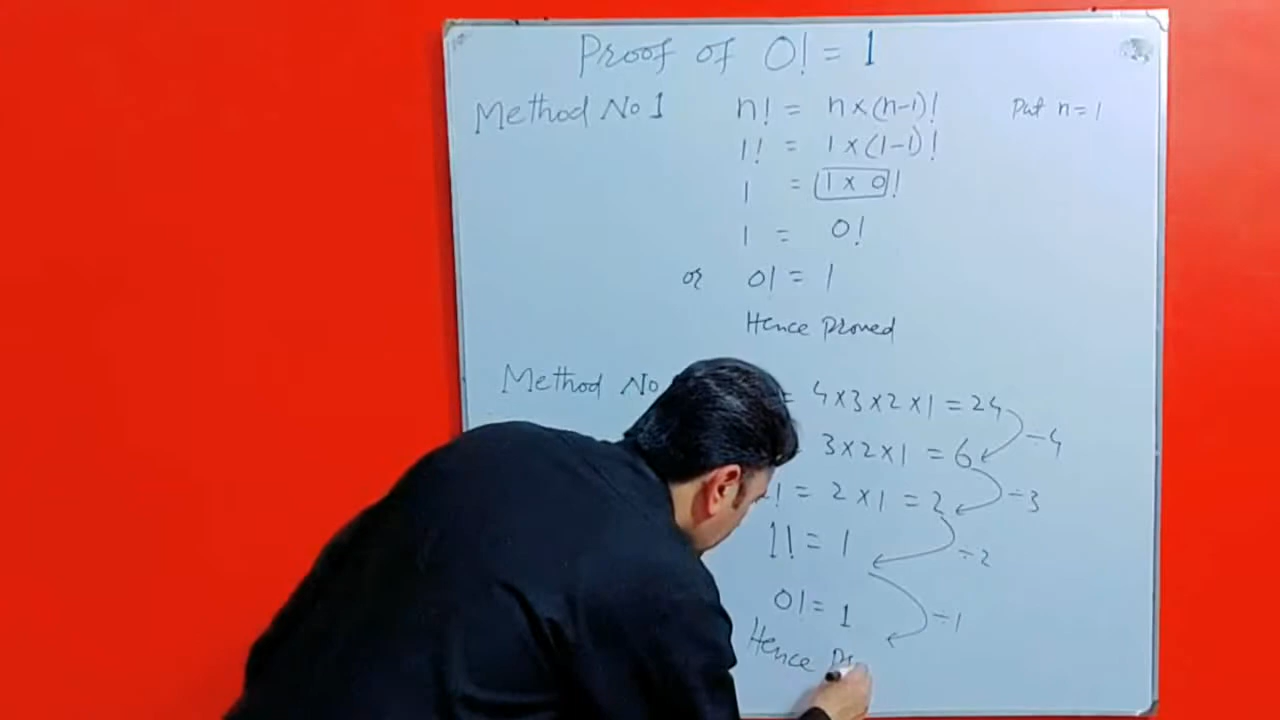 Proof of 0! = 1
Method No 1 n! = n × (n-1)! Put n = 1
1! = 1 × (1-1)!
1 = 1 × 0!
1 = 0!
or 0! = 1
Hence Proved
Method No = 4×3×2×1 = 24 ÷4
3×2×1 = 6 ÷3
! = 2 × 1 = 2 ÷2
1! = 1
0! = 1 ÷1
Hence